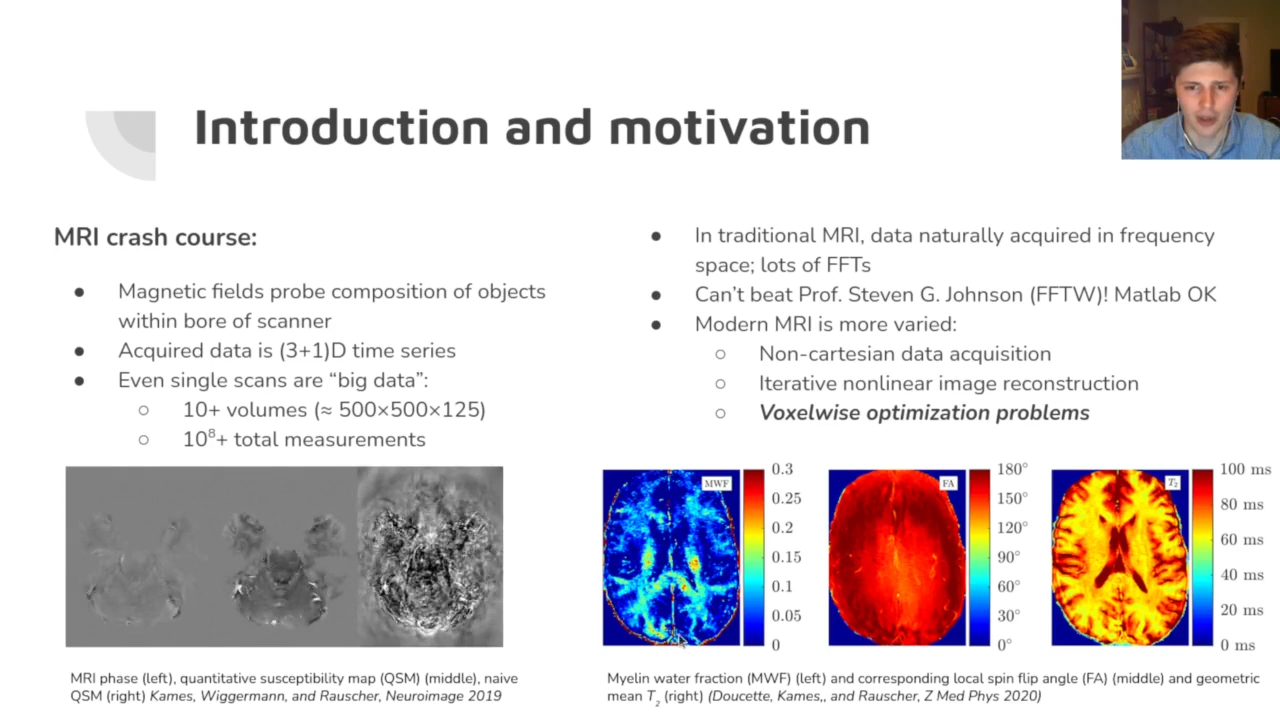 Introduction and motivation
MRI crash course:
● Magnetic fields probe composition of objects
within bore of scanner
● Acquired data is (3+1)D time series
● Even single scans are “big data”:
○ 10+ volumes (≈ 500×500×125)
○ 10⁸+ total measurements
MRI phase (left), quantitative susceptibility map (QSM) (middle), naive
QSM (right) Kames, Wiggermann, and Rauscher, Neuroimage 2019
● In traditional MRI, data naturally acquired in frequency
space; lots of FFTs
● Can’t beat Prof. Steven G. Johnson (FFTW)! Matlab OK
● Modern MRI is more varied:
○ Non-cartesian data acquisition
○ Iterative nonlinear image reconstruction
○ Voxelwise optimization problems
MWF
0.3
0.25
0.2
0.15
0.1
0.05
0
FA
180°
150°
120°
90°
60°
30°
0°
T₂
100 ms
80 ms
60 ms
40 ms
20 ms
0 ms
Myelin water fraction (MWF) (left) and corresponding local spin flip angle (FA) (middle) and geometric
mean T₂ (right) (Doucette, Kames,, and Rauscher, Z Med Phys 2020)